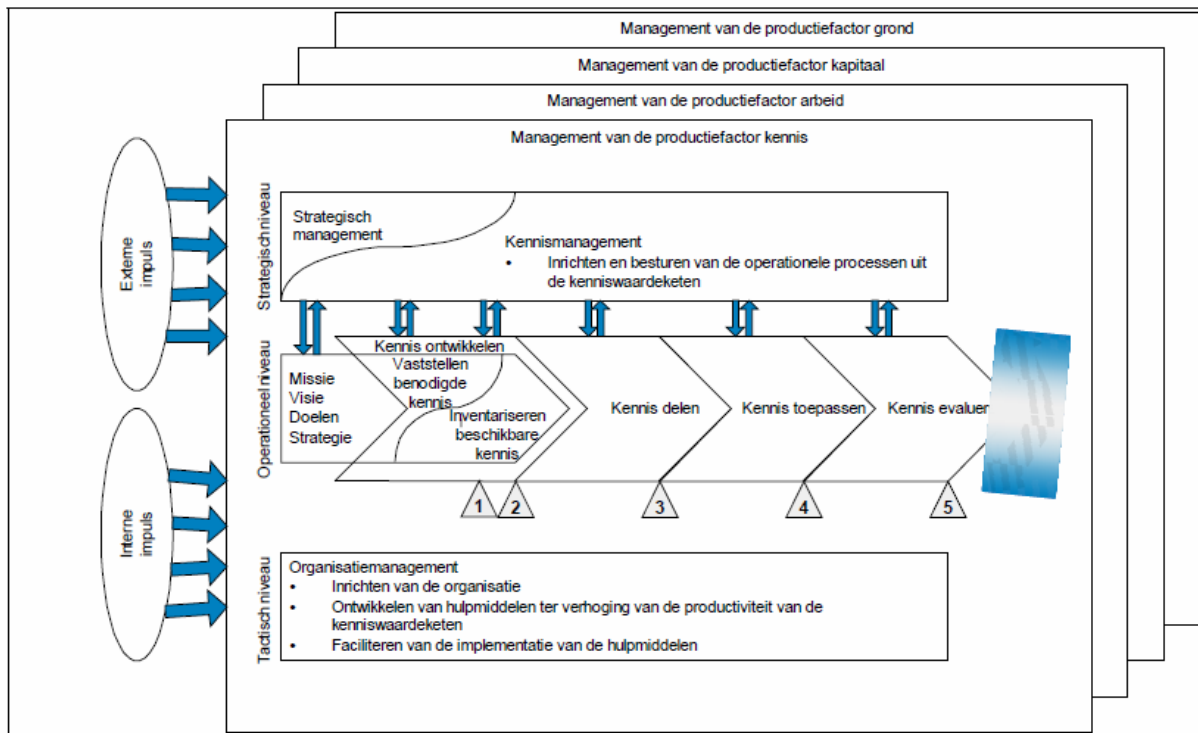 Management van de productiefactor grond
Management van de productiefactor kapitaal
Management van de productiefactor arbeid
Management van de productiefactor kennis
Externe
impuls
Interne
impuls
Strategisch niveau
Strategisch
management
Kennismanagement
• Inrichten en besturen van de operationele processen uit
de kenniswaardeketen
Operationeel niveau
Missie
Visie
Doelen
Strategie
Kennis ontwikkelen
Vaststellen
benodigde
kennis
Inventariseren
beschikbare
kennis
Kennis delen
Kennis toepassen
Kennis evaluer
1
2
3
4
5
Tactisch niveau
Organisatiemanagement
• Inrichten van de organisatie
• Ontwikkelen van hulpmiddelen ter verhoging van de productiviteit van de
kenniswaardeketen
• Faciliteren van de implementatie van de hulpmiddelen